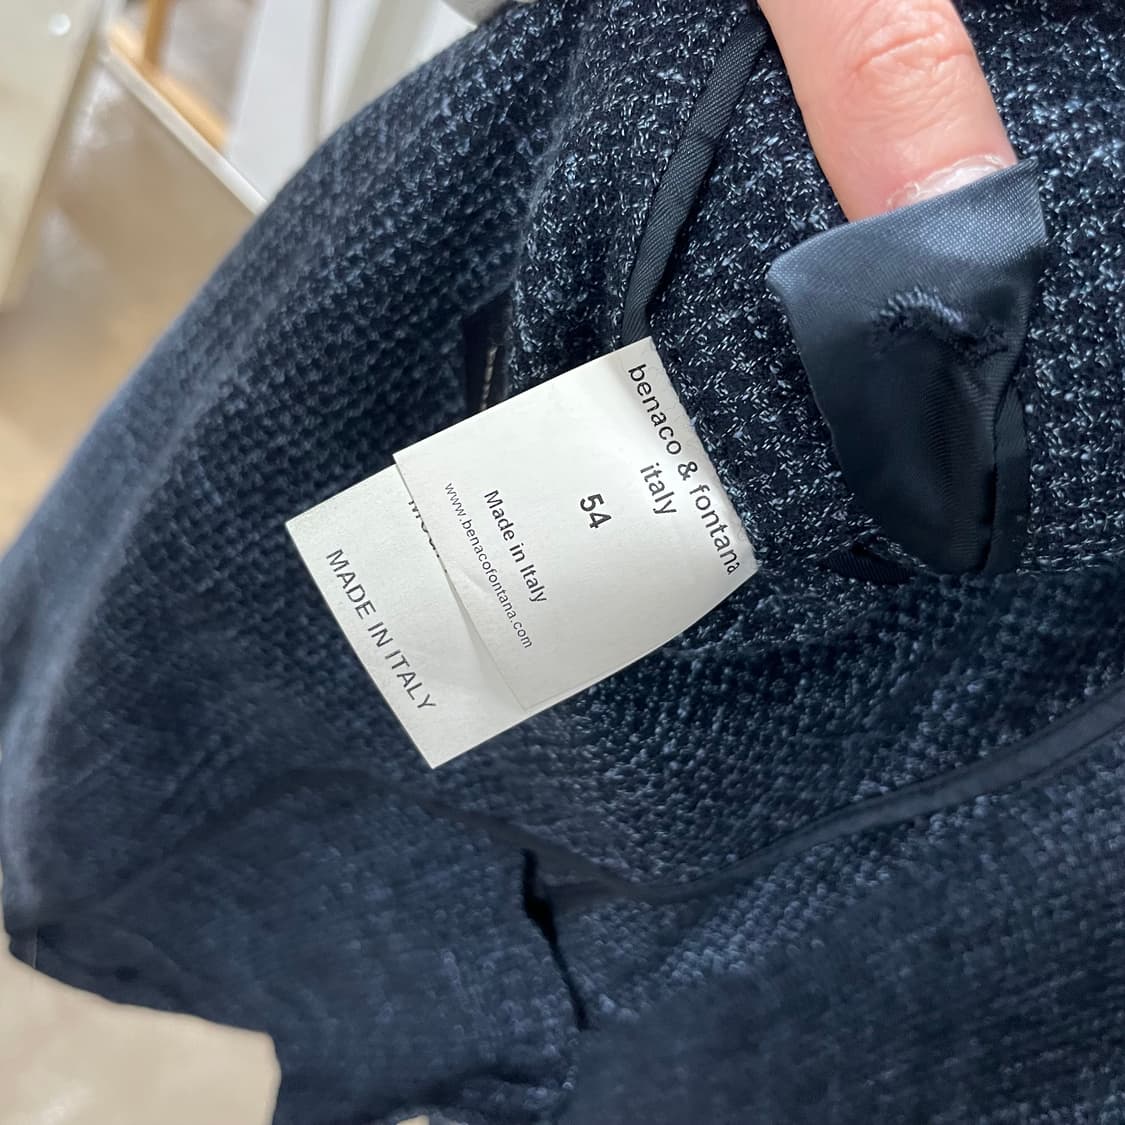 benaco & fontana
italy
54
Made in Italy
www.benacofontana.com
MADE IN ITALY